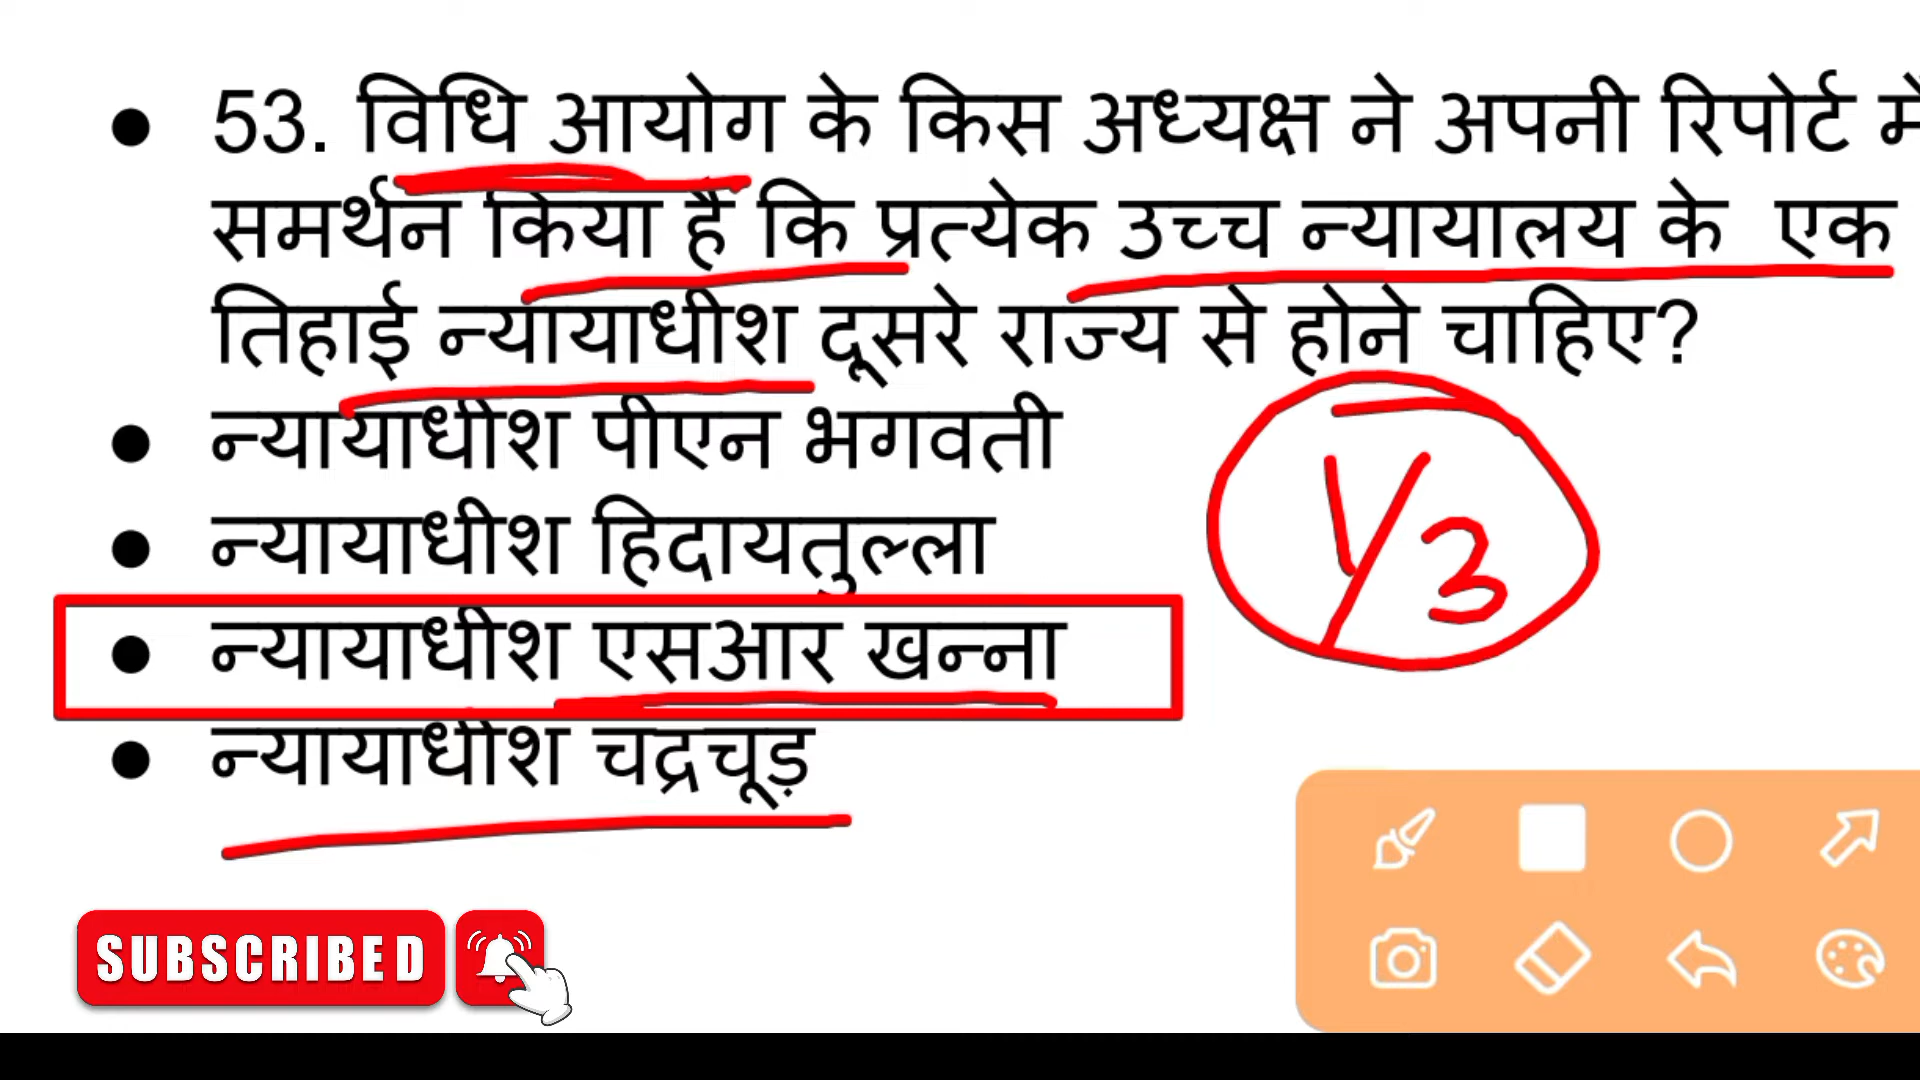 ● 53. विधि आयोग के किस अध्यक्ष ने अपनी रिपोर्ट में
समर्थन किया है कि प्रत्येक उच्च न्यायालय के एक
तिहाई न्यायाधीश दूसरे राज्य से होने चाहिए?
● न्यायाधीश पीएन भगवती
● न्यायाधीश हिदायतुल्ला
● न्यायाधीश एसआर खन्ना
● न्यायाधीश चद्रचूड़
1/3
SUBSCRIBED